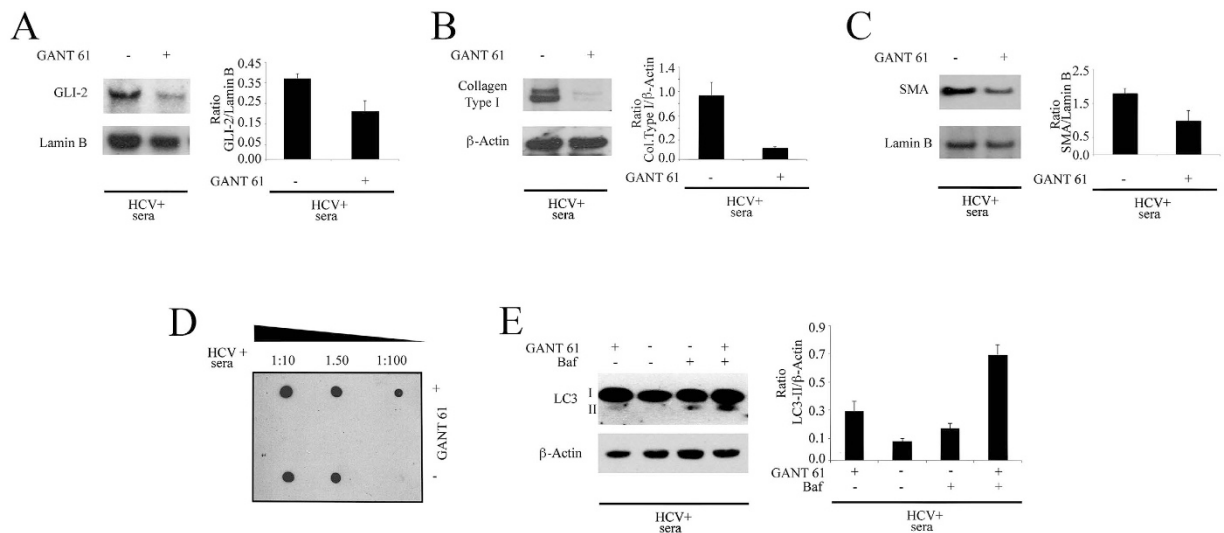 A
GANT 61 - +
GLI-2
Lamin B
HCV+
sera
Ratio
GLI-2/Lamin B
0.45
0.35
0.25
0.15
0.00
GANT 61 - +
HCV+
sera
B
GANT 61 - +
Collagen
Type I
β-Actin
HCV+
sera
Ratio
Col.Type I/β-Actin
1.4
1.2
1.0
0.8
0.6
0.4
0.2
0.0
GANT 61 - +
HCV+
sera
C
GANT 61 - +
SMA
Lamin B
HCV+
sera
Ratio
SMA/Lamin B
2.5
1.5
0.5
0.0
GANT 61 - +
HCV+
sera
D
HCV +
sera
1:10 1.50 1:100
+
GANT 61
-
E
GANT 61 + - - +
Baf - - + +
LC3 I
II
β-Actin
HCV+
sera
Ratio
LC3-II/β-Actin
0.9
0.7
0.5
0.3
0.1
0.0
GANT 61 + - - +
Baf - - + +
HCV+
sera